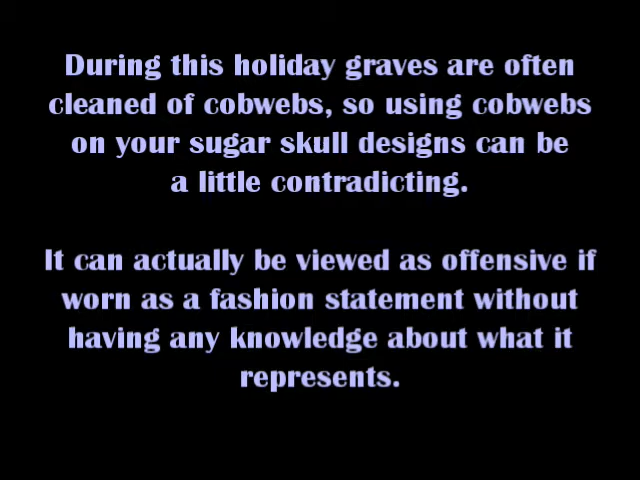 During this holiday graves are often
cleaned of cobwebs, so using cobwebs
on your sugar skull designs can be
a little contradicting.
It can actually be viewed as offensive if
worn as a fashion statement without
having any knowledge about what it
represents.